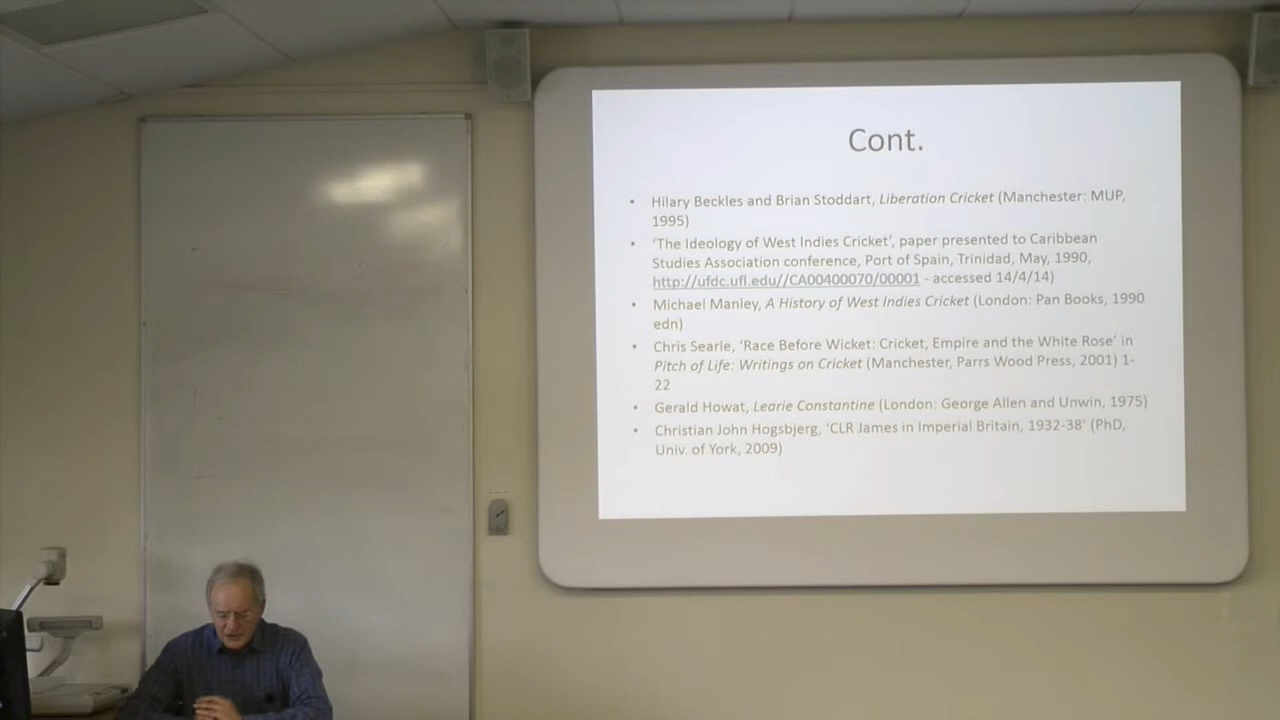 Cont.
• Hilary Beckles and Brian Stoddart, Liberation Cricket (Manchester: MUP,
1995)
• ‘The Ideology of West Indies Cricket’, paper presented to Caribbean
Studies Association conference, Port of Spain, Trinidad, May, 1990,
http://ufdc.ufl.edu//CA00400070/00001 - accessed 14/4/14)
• Michael Manley, A History of West Indies Cricket (London: Pan Books, 1990
edn)
• Chris Searle, ‘Race Before Wicket: Cricket, Empire and the White Rose’ in
Pitch of Life: Writings on Cricket (Manchester, Parrs Wood Press, 2001) 1-
22
• Gerald Howat, Learie Constantine (London: George Allen and Unwin, 1975)
• Christian John Hogsbjerg, ‘CLR James in Imperial Britain, 1932-38’ (PhD,
Univ. of York, 2009)